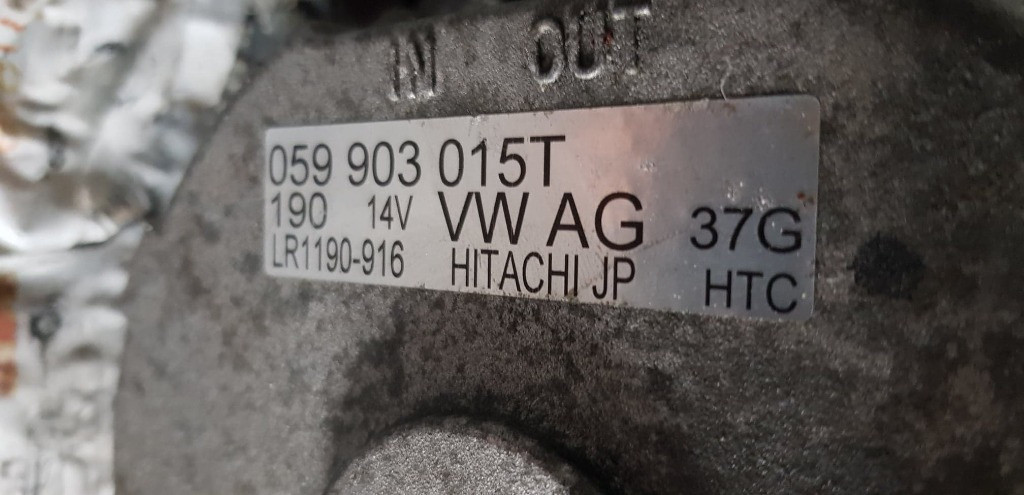 IN OUT
059 903 015T
190 14V VW AG 37G
LR1190-916 HITACHI JP HTC